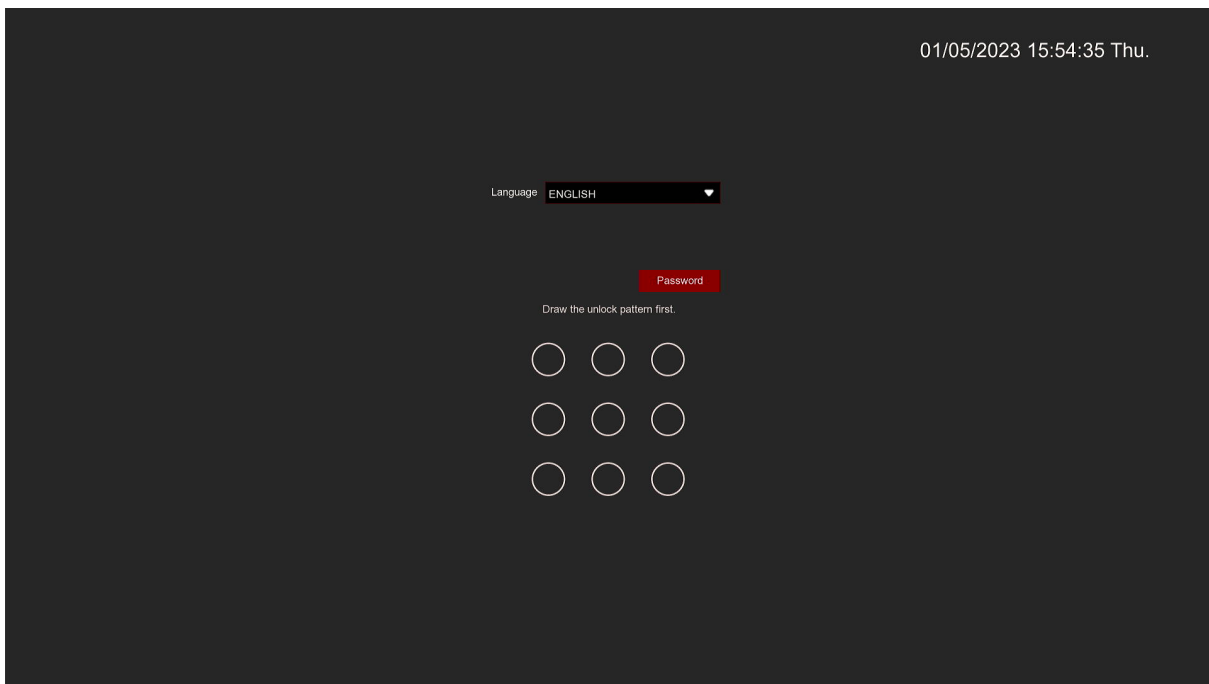 01/05/2023 15:54:35 Thu.
Language ENGLISH
Password
Draw the unlock pattern first.